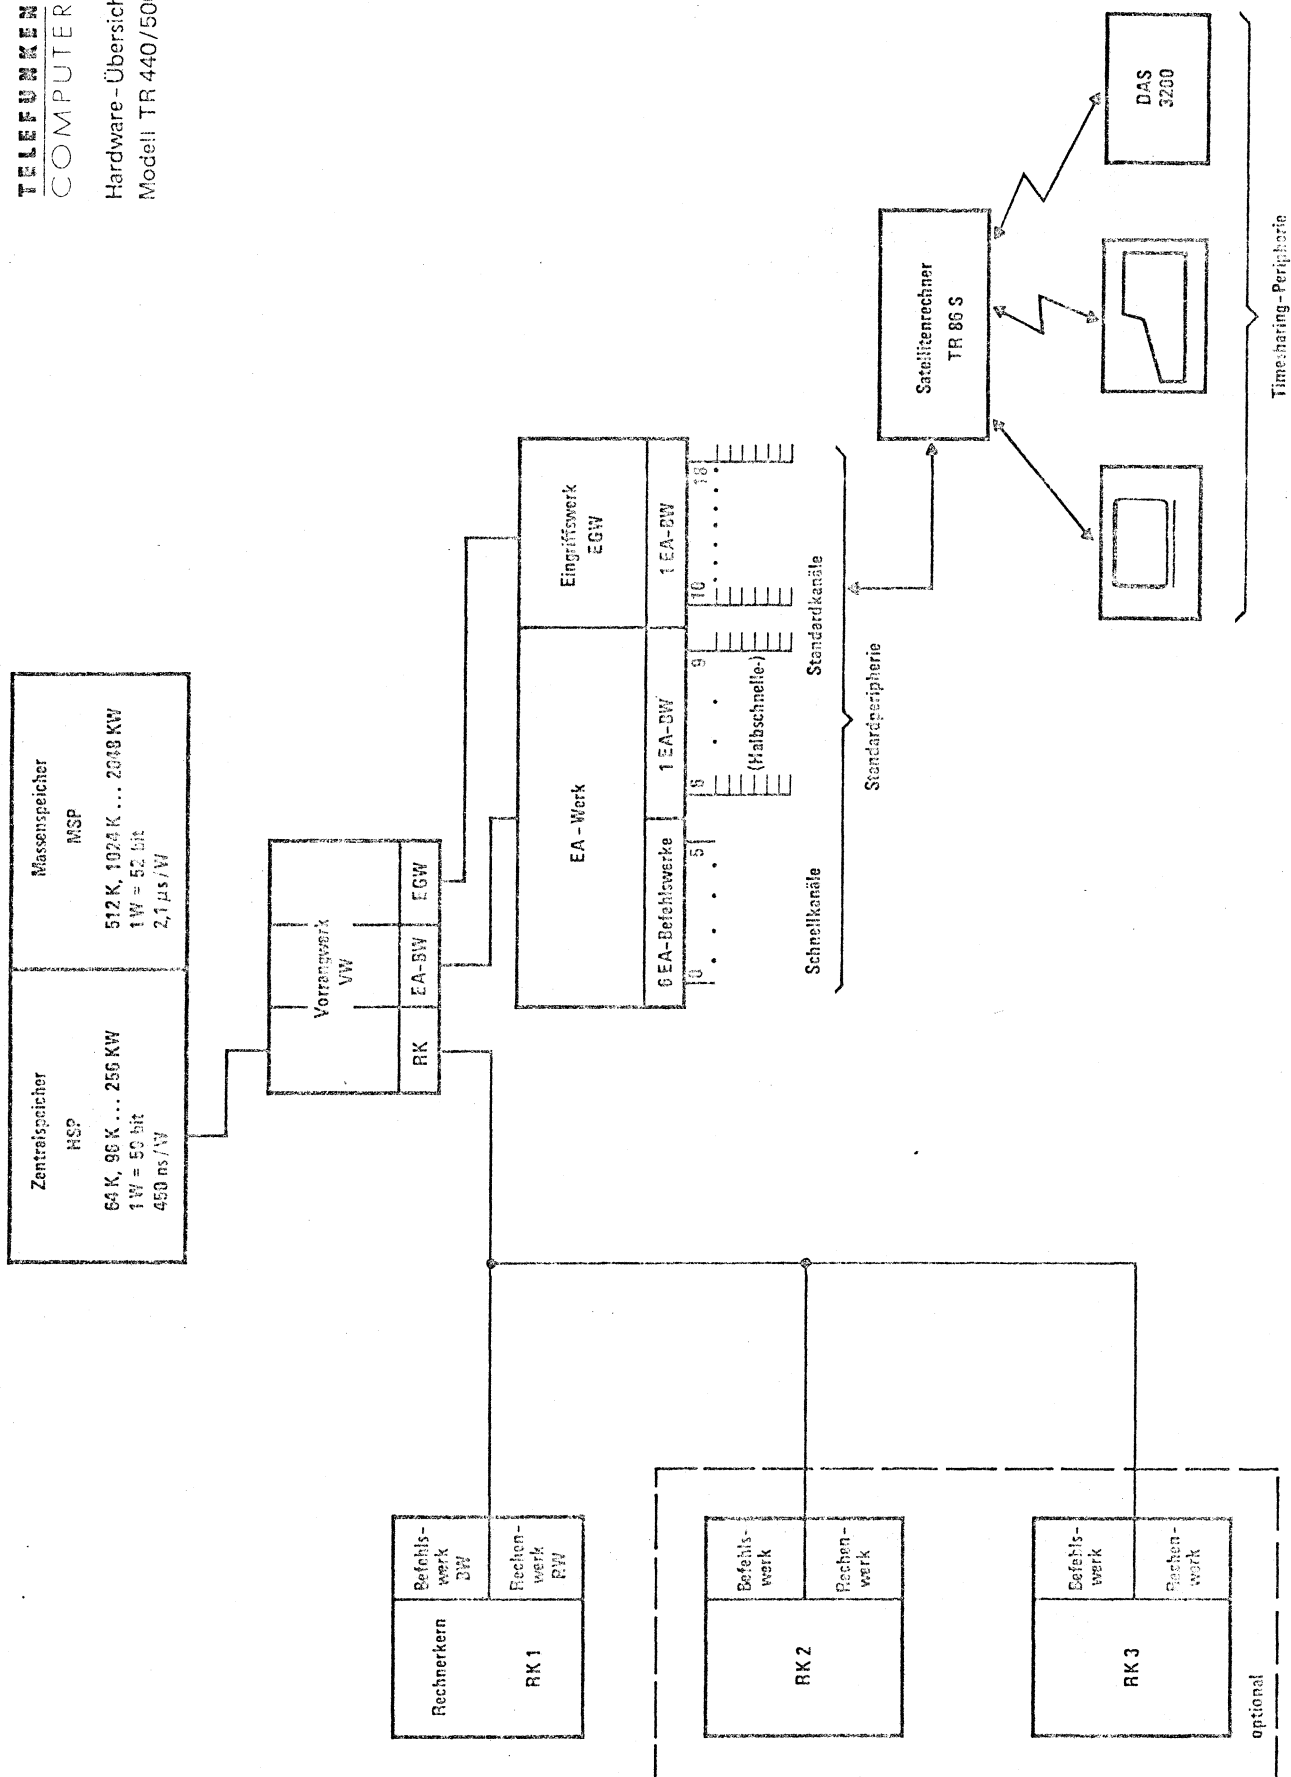 TELEFUNKEN
COMPUTER
Hardware-Übersich
Modell TR 440/50
Zentralspeicher
HSP
64 K, 96 K ... 256 KW
1 W = 50 bit
450 ns/W
Massenspeicher
MSP
512 K, 1024 K ... 2048 KW
1 W = 52 bit
2,1 µs/W
Vorrangwerk
VW
RK
EA-BW
EGW
Rechnerkern
RK 1
Befehls-
werk
BW
Rechen-
werk
RW
RK 2
Befehls-
werk
Rechen-
werk
RK 3
Befehls-
werk
Rechen-
werk
optional
EA-Werk
Eingriffswerk
EGW
6 EA-Befehlswerke
1 EA-BW
1 EA-BW
0 . . . 5
6 . . . 9
10 . . . . . . . 18
(Halbschnelle-)
Schnellkanäle
Standardkanäle
Standardperipherie
Satellitenrechner
TR 86 S
DAS
3200
Timesharing-Peripherie